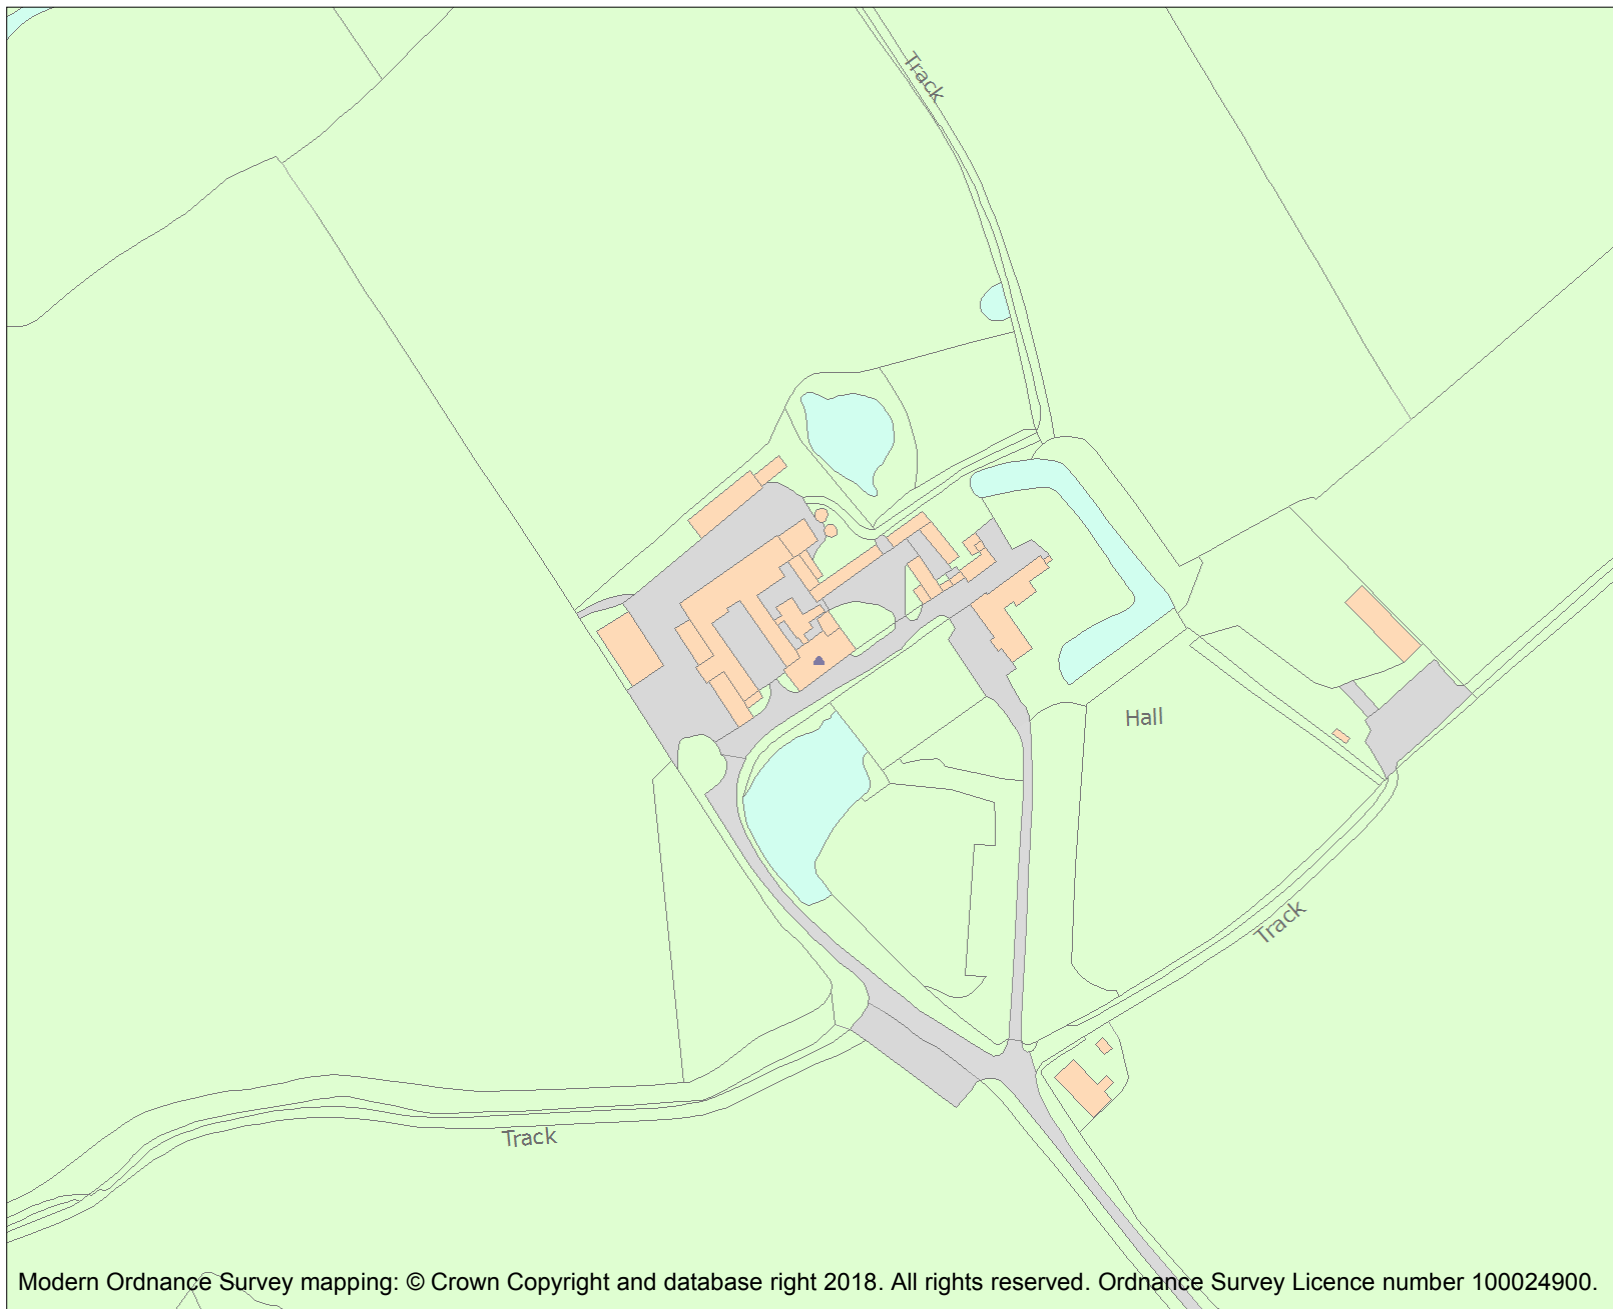 Track
Hall
Track
Track
Modern Ordnance Survey mapping: © Crown Copyright and database right 2018. All rights reserved. Ordnance Survey Licence number 100024900.